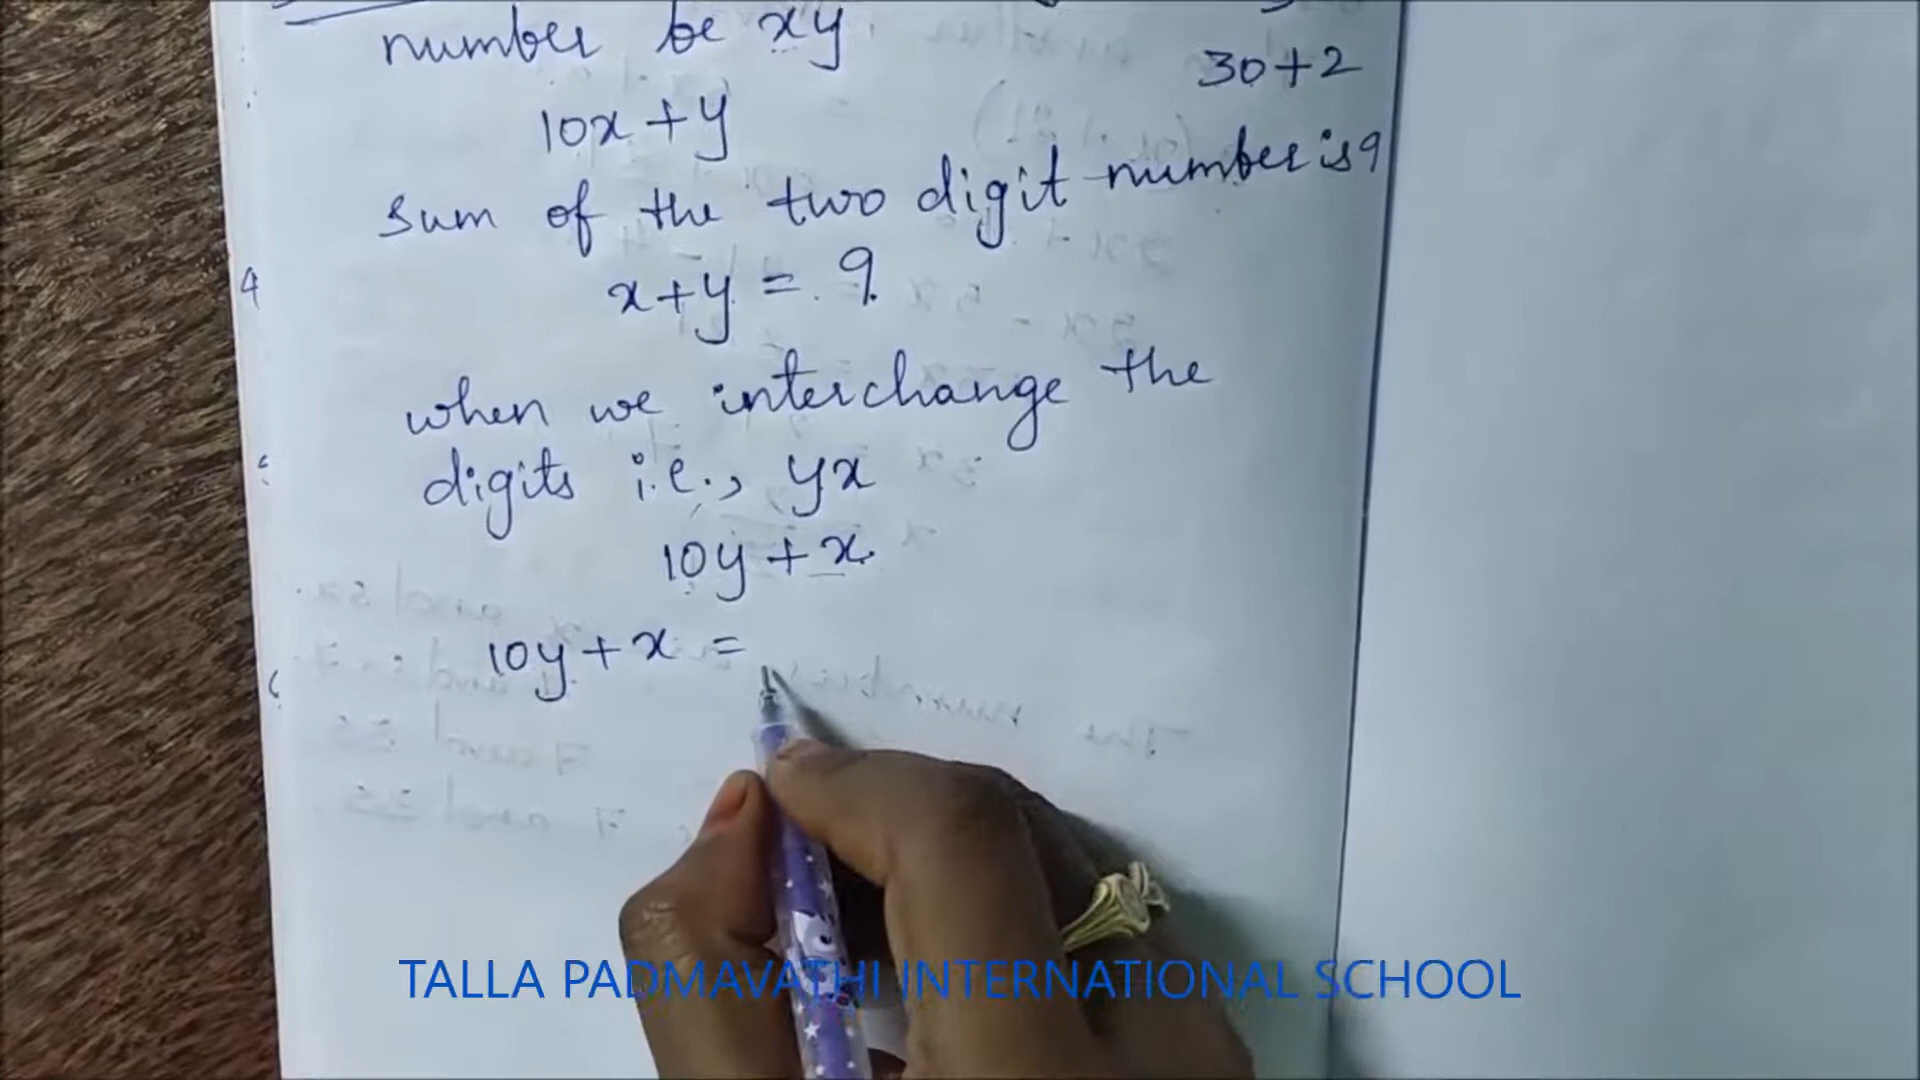 number be xy.
30+2
10x+y
sum of the two digit number is 9
x+y = 9.
when we interchange the
digits i.e., yx
10y+x.
10y+x =
TALLA PADMAVATHI INTERNATIONAL SCHOOL